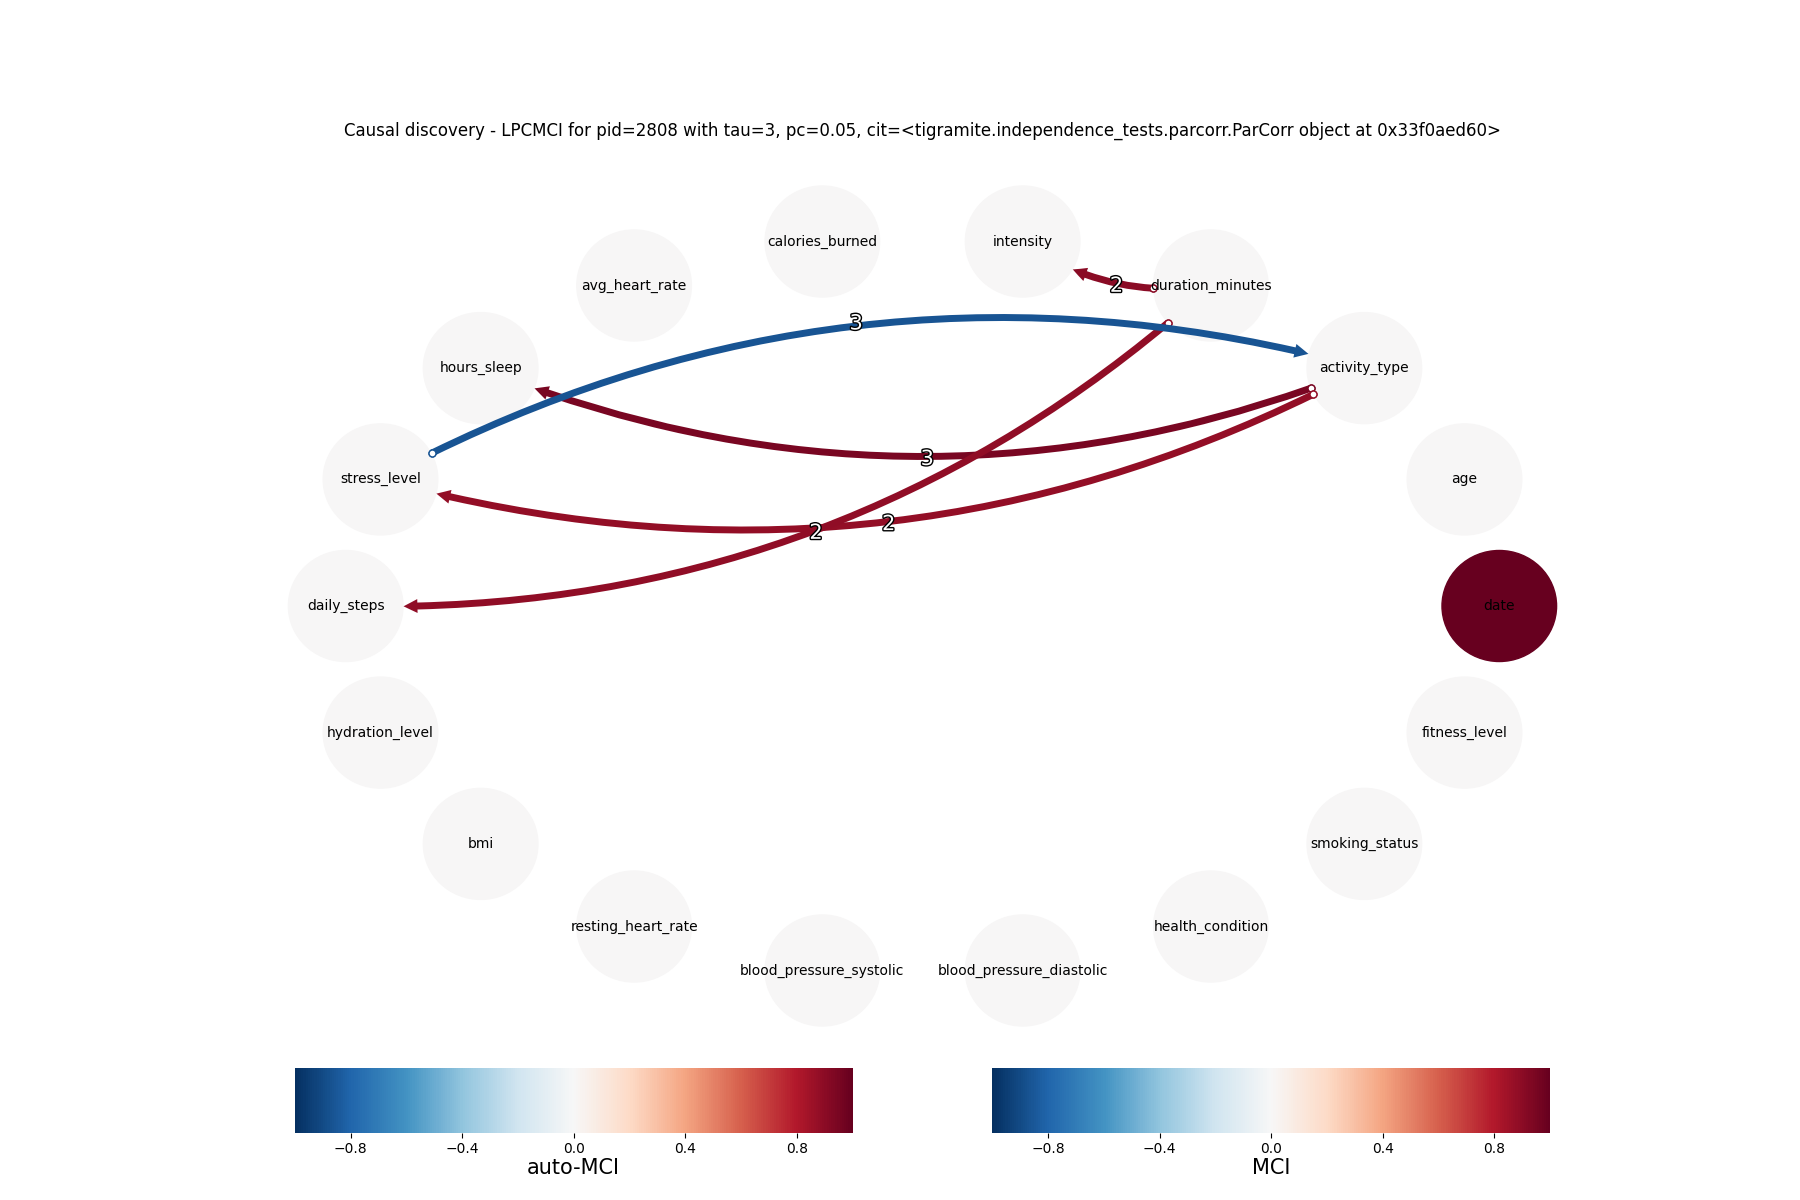 Causal discovery - LPCMCI for pid=2808 with tau=3, pc=0.05, cit=<tigramite.independence_tests.parcorr.ParCorr object at 0x33f0aed60>
calories_burned
intensity
avg_heart_rate
2
duration_minutes
3
hours_sleep
activity_type
3
stress_level
age
2
2
daily_steps
date
hydration_level
fitness_level
bmi
smoking_status
resting_heart_rate
health_condition
blood_pressure_systolic
blood_pressure_diastolic
−0.8 −0.4 0.0 0.4 0.8
auto-MCI
−0.8 −0.4 0.0 0.4 0.8
MCI